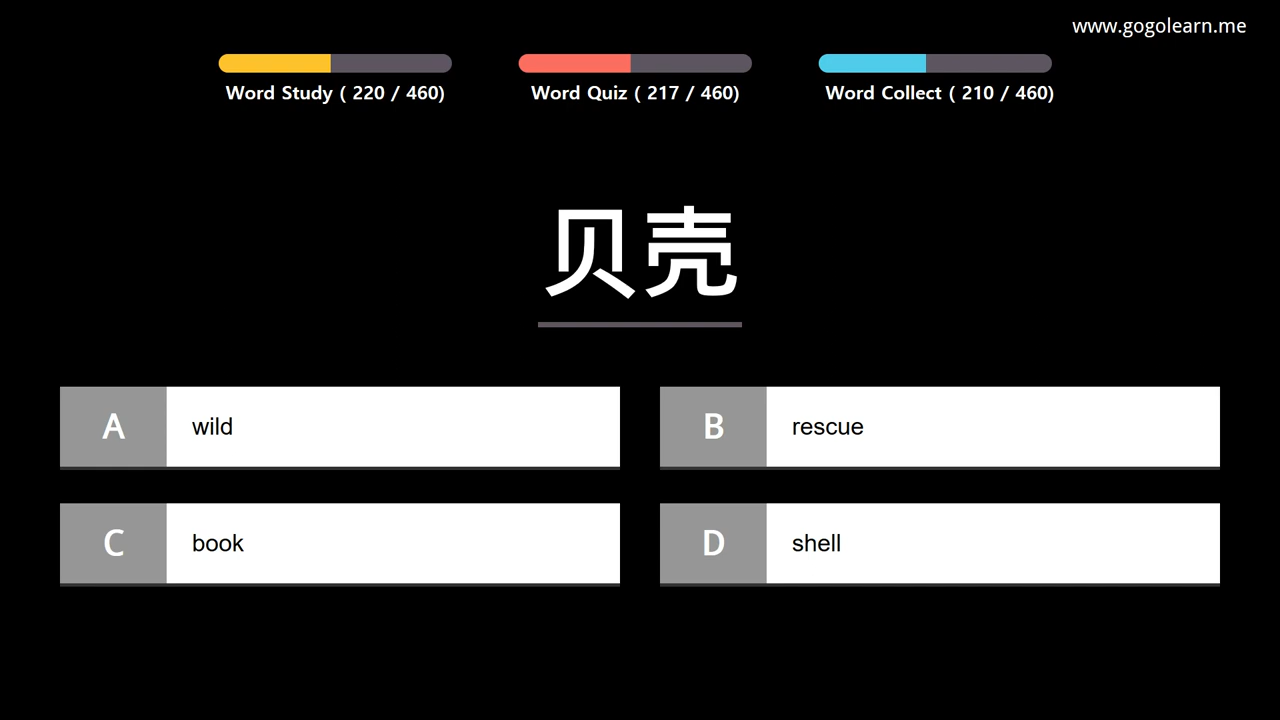 www.gogolearn.me
Word Study ( 220 / 460)
Word Quiz ( 217 / 460)
Word Collect ( 210 / 460)
贝壳
A wild
B rescue
C book
D shell